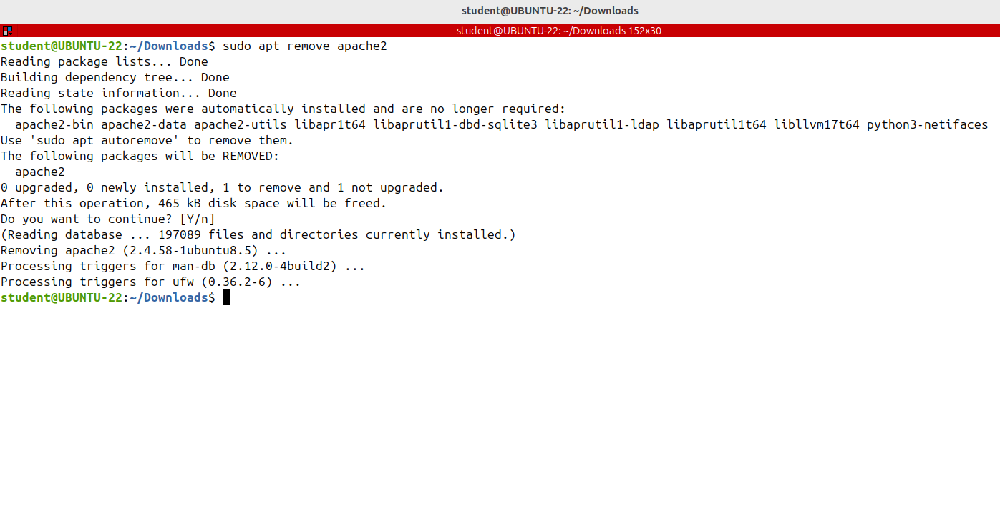 student@UBUNTU-22: ~/Downloads
student@UBUNTU-22: ~/Downloads 152x30
student@UBUNTU-22:~/Downloads$ sudo apt remove apache2
Reading package lists... Done
Building dependency tree... Done
Reading state information... Done
The following packages were automatically installed and are no longer required:
  apache2-bin apache2-data apache2-utils libapr1t64 libaprutil1-dbd-sqlite3 libaprutil1-ldap libaprutil1t64 libllvm17t64 python3-netifaces
Use 'sudo apt autoremove' to remove them.
The following packages will be REMOVED:
  apache2
0 upgraded, 0 newly installed, 1 to remove and 1 not upgraded.
After this operation, 465 kB disk space will be freed.
Do you want to continue? [Y/n]
(Reading database ... 197089 files and directories currently installed.)
Removing apache2 (2.4.58-1ubuntu8.5) ...
Processing triggers for man-db (2.12.0-4build2) ...
Processing triggers for ufw (0.36.2-6) ...
student@UBUNTU-22:~/Downloads$